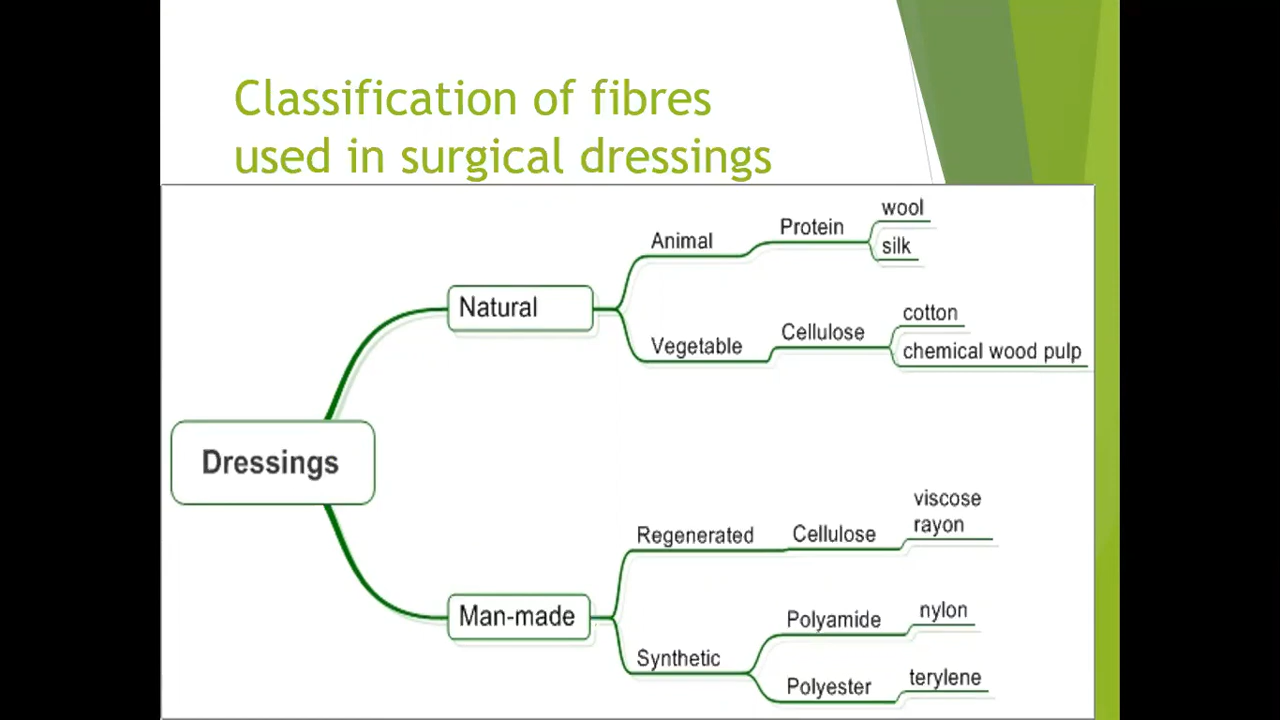 Classification of fibres
used in surgical dressings
wool
Protein
Animal
silk
Natural
cotton
Cellulose
Vegetable
chemical wood pulp
Dressings
viscose
rayon
Regenerated
Cellulose
Man-made
nylon
Polyamide
Synthetic
terylene
Polyester